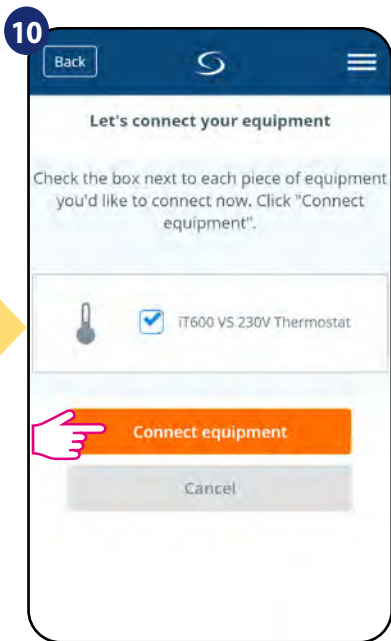 10
Back
Let's connect your equipment
Check the box next to each piece of equipment
you'd like to connect now. Click "Connect
equipment".
iT600 VS 230V Thermostat
Connect equipment
Cancel